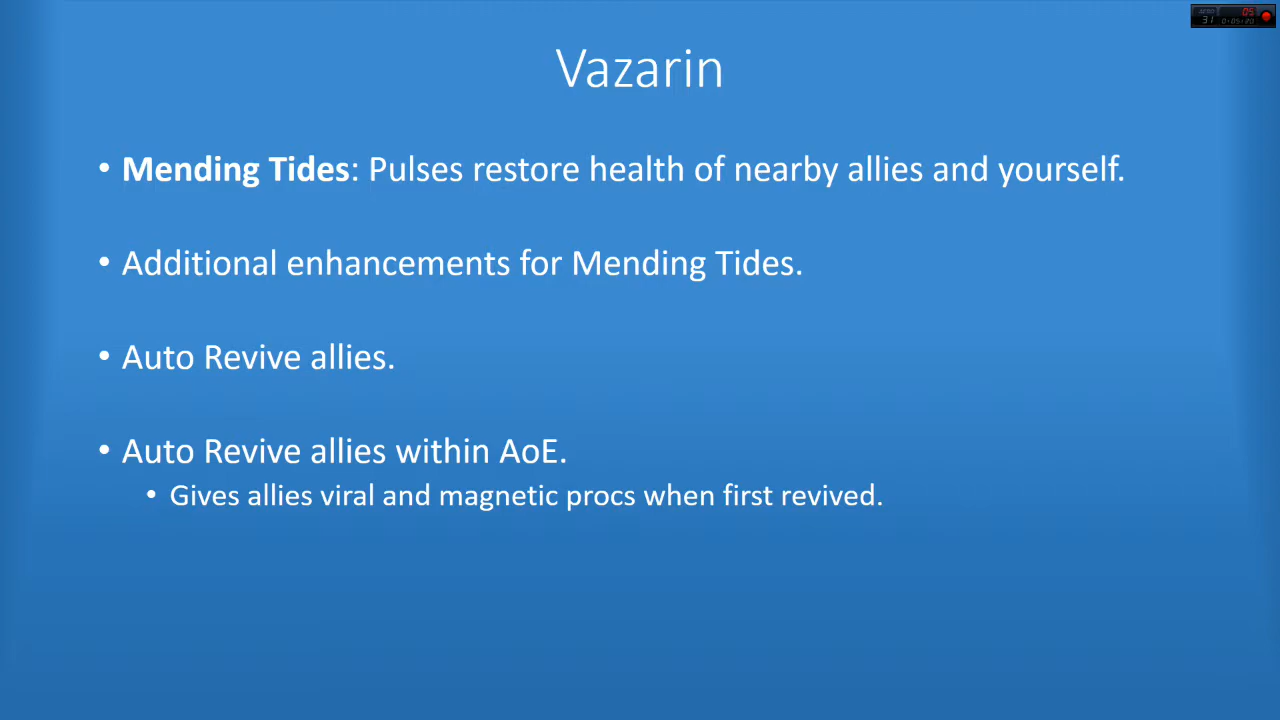 Vazarin
• Mending Tides: Pulses restore health of nearby allies and yourself.
• Additional enhancements for Mending Tides.
• Auto Revive allies.
• Auto Revive allies within AoE.
• Gives allies viral and magnetic procs when first revived.